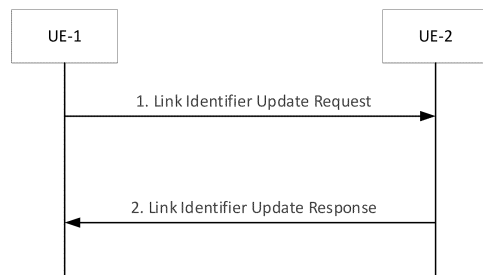 UE-1
UE-2
1. Link Identifier Update Request
2. Link Identifier Update Response